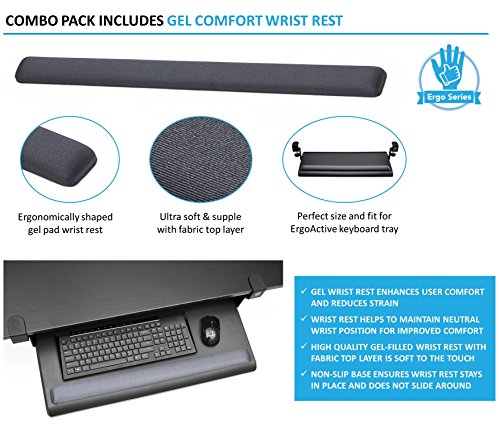 COMBO PACK INCLUDES GEL COMFORT WRIST REST
Ergo Series
Ergonomically shaped
gel pad wrist rest
Ultra soft & supple
with fabric top layer
Perfect size and fit for
ErgoActive keyboard tray
✓ GEL WRIST REST ENHANCES USER COMFORT
AND REDUCES STRAIN
✓ WRIST REST HELPS TO MAINTAIN NEUTRAL
WRIST POSITION FOR IMPROVED COMFORT
✓ HIGH QUALITY GEL-FILLED WRIST REST WITH
FABRIC TOP LAYER IS SOFT TO THE TOUCH
✓ NON-SLIP BASE ENSURES WRIST REST STAYS
IN PLACE AND DOES NOT SLIDE AROUND